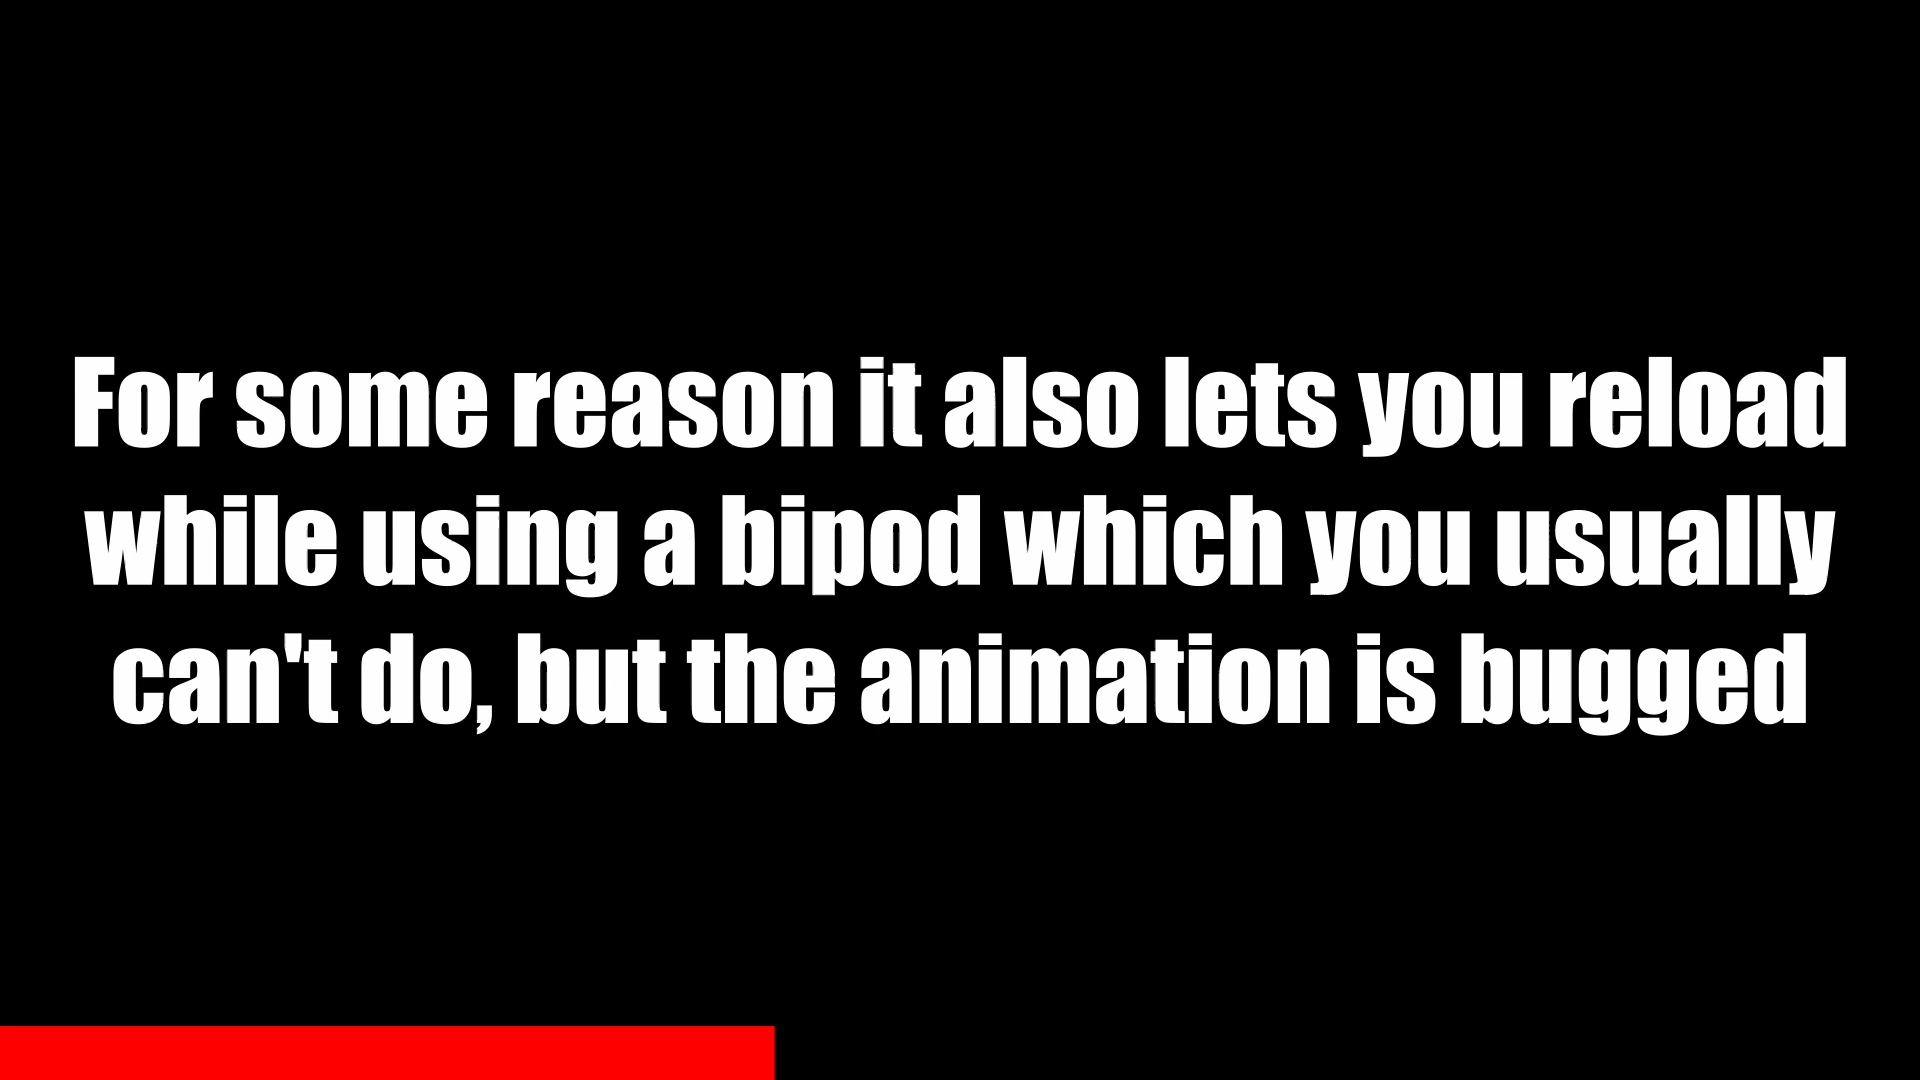 For some reason it also lets you reload
while using a bipod which you usually
can't do, but the animation is bugged